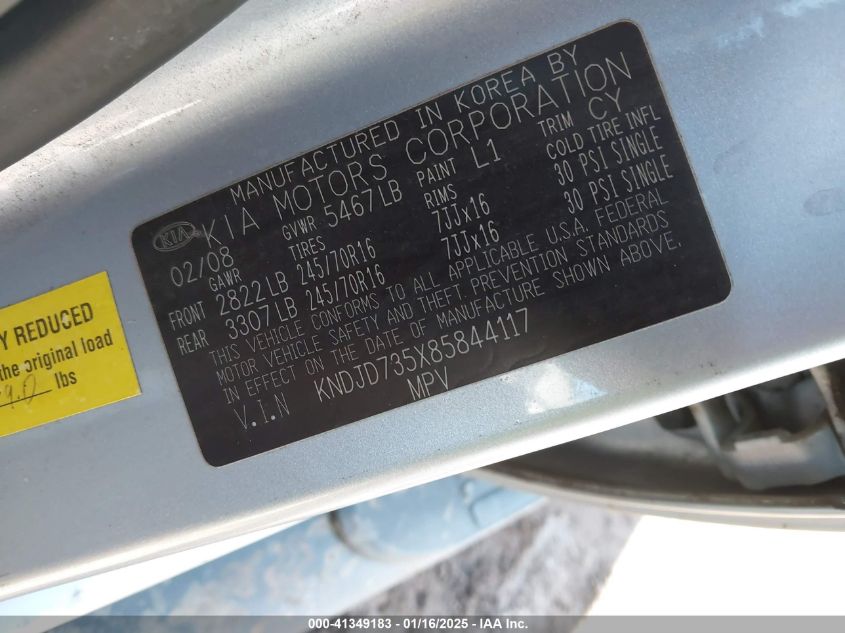 MANUFACTURED IN KOREA BY
KIA KIA MOTORS CORPORATION
02/08 GVWR 5467LB PAINT L1 TRIM CY
GAWR TIRES RIMS COLD TIRE INFL
FRONT 2822LB 245/70R16 7JJx16 30 PSI SINGLE
REAR 3307LB 245/70R16 7JJx16 30 PSI SINGLE
THIS VEHICLE CONFORMS TO ALL APPLICABLE U.S.A. FEDERAL
MOTOR VEHICLE SAFETY AND THEFT PREVENTION STANDARDS
IN EFFECT ON THE DATE OF MANUFACTURE SHOWN ABOVE.
V.I.N KNDJD735X85844117
MPV
Y REDUCED
the original load
lbs
000-41349183 - 01/16/2025 - IAA Inc.